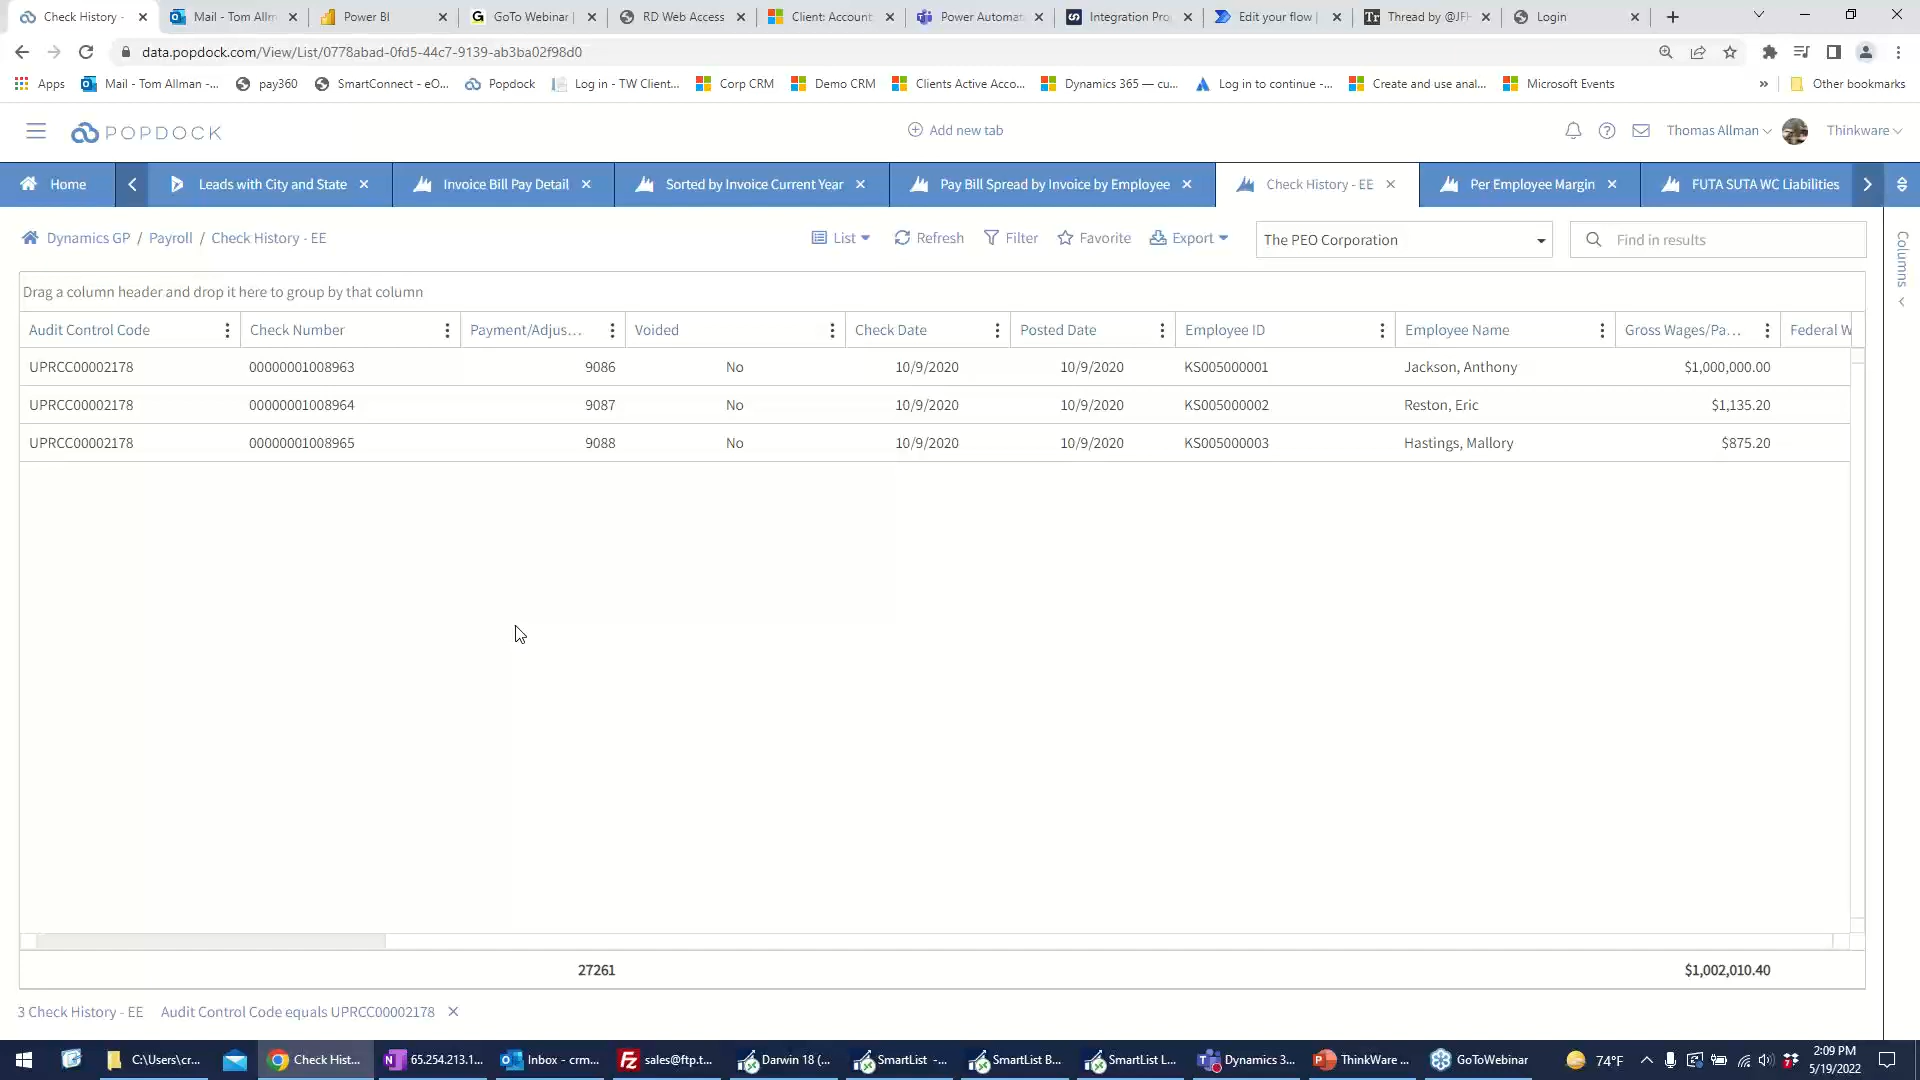 Check History -
Mail - Tom Allm
Power BI
GoTo Webinar |
RD Web Access
Client: Account:
Power Automat
Integration Pro
Edit your flow |
Thread by @JFI
Login
data.popdock.com/View/List/0778abad-0fd5-44c7-9139-ab3ba02f98d0
Apps
Mail - Tom Allman -...
pay360
SmartConnect - eO...
Popdock
Log in - TW Client...
Corp CRM
Demo CRM
Clients Active Acco...
Dynamics 365 — cu...
Log in to continue -...
Create and use anal...
Microsoft Events
»
Other bookmarks
POPDOCK
Add new tab
Thomas Allman
Thinkware
Home
Leads with City and State
Invoice Bill Pay Detail
Sorted by Invoice Current Year
Pay Bill Spread by Invoice by Employee
Check History - EE
Per Employee Margin
FUTA SUTA WC Liabilities
Dynamics GP / Payroll / Check History - EE
List
Refresh
Filter
Favorite
Export
The PEO Corporation
Find in results
Columns
Drag a column header and drop it here to group by that column
Audit Control Code Check Number Payment/Adjus... Voided Check Date Posted Date Employee ID Employee Name Gross Wages/Pa... Federal W
UPRCC00002178 00000001008963 9086 No 10/9/2020 10/9/2020 KS005000001 Jackson, Anthony $1,000,000.00
UPRCC00002178 00000001008964 9087 No 10/9/2020 10/9/2020 KS005000002 Reston, Eric $1,135.20
UPRCC00002178 00000001008965 9088 No 10/9/2020 10/9/2020 KS005000003 Hastings, Mallory $875.20
27261 $1,002,010.40
3 Check History - EE Audit Control Code equals UPRCC00002178
C:\Users\cr...
Check Hist...
65.254.213.1...
Inbox - crm...
sales@ftp.t...
Darwin 18 (...
SmartList -...
SmartList B...
SmartList L...
Dynamics 3...
ThinkWare ...
GoToWebinar
74°F
2:09 PM
5/19/2022